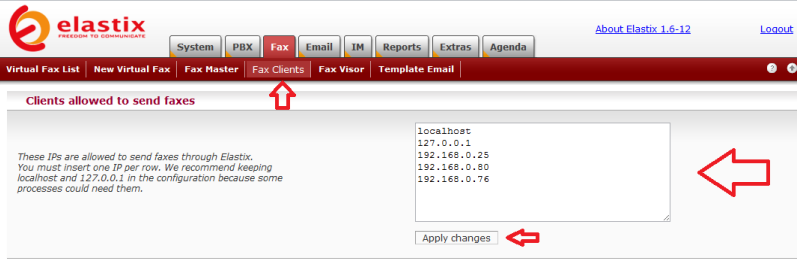 elastix
FREEDOM TO COMMUNICATE
About Elastix 1.6-12
Logout
System PBX Fax Email IM Reports Extras Agenda
Virtual Fax List New Virtual Fax Fax Master Fax Clients Fax Visor Template Email
?
Clients allowed to send faxes
These IPs are allowed to send faxes through Elastix.
You must insert one IP per row. We recommend keeping
localhost and 127.0.0.1 in the configuration because some
processes could need them.
localhost
127.0.0.1
192.168.0.25
192.168.0.80
192.168.0.76
Apply changes